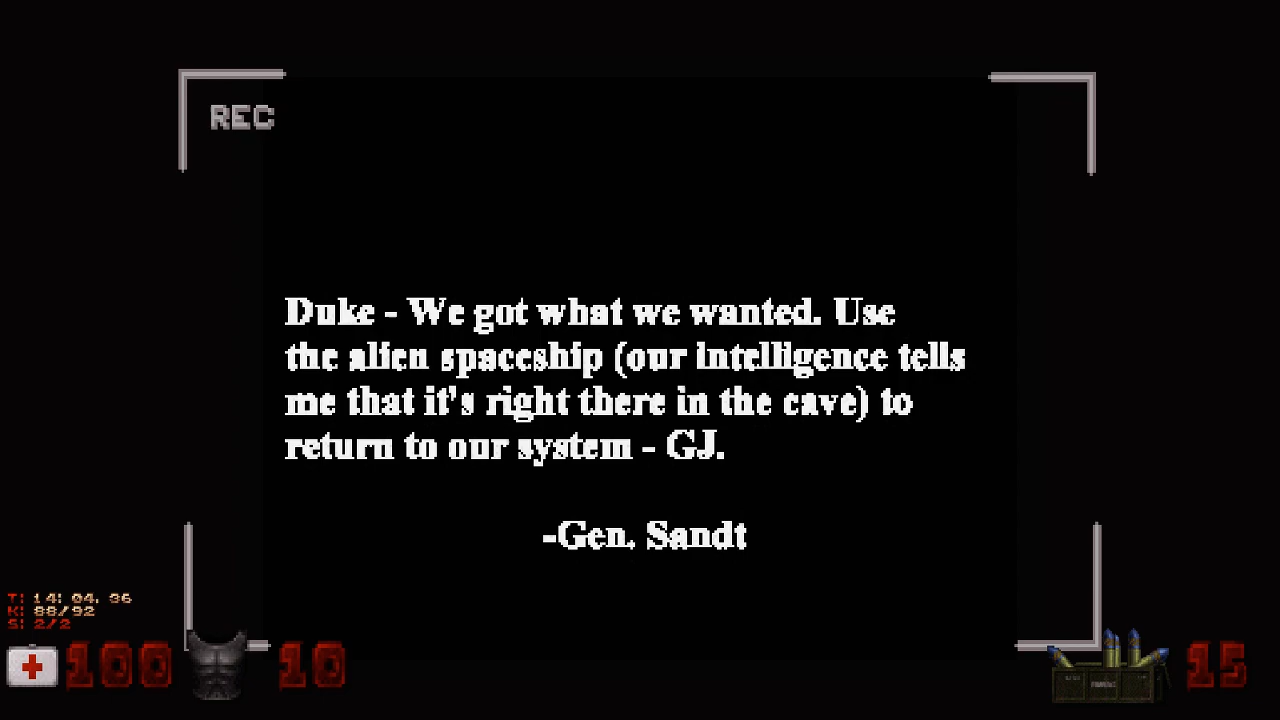 REC
Duke - We got what we wanted. Use
the alien spaceship (our intelligence tells
me that it's right there in the cave) to
return to our system - GJ.
-Gen. Sandt
T: 14: 04. 36
K: 88/92
S: 2/2
100 10 15